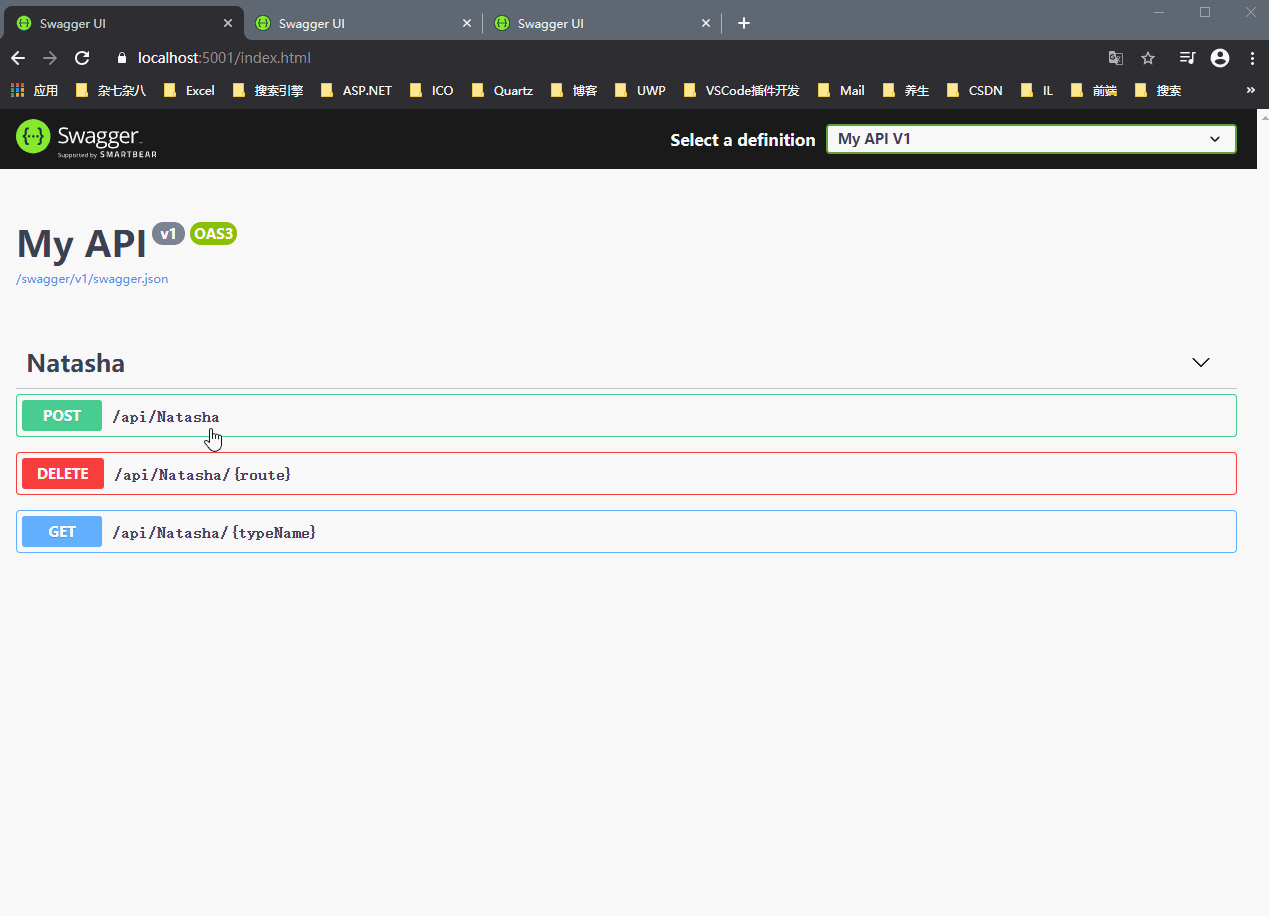 Swagger UI Swagger UI Swagger UI
localhost:5001/index.html
应用 杂七杂八 Excel 搜索引擎 ASP.NET ICO Quartz 博客 UWP VSCode插件开发 Mail 养生 CSDN IL 前端 搜索
Swagger
Supported by SMARTBEAR
Select a definition My API V1
My API v1 OAS3
/swagger/v1/swagger.json
Natasha
POST /api/Natasha
DELETE /api/Natasha/{route}
GET /api/Natasha/{typeName}